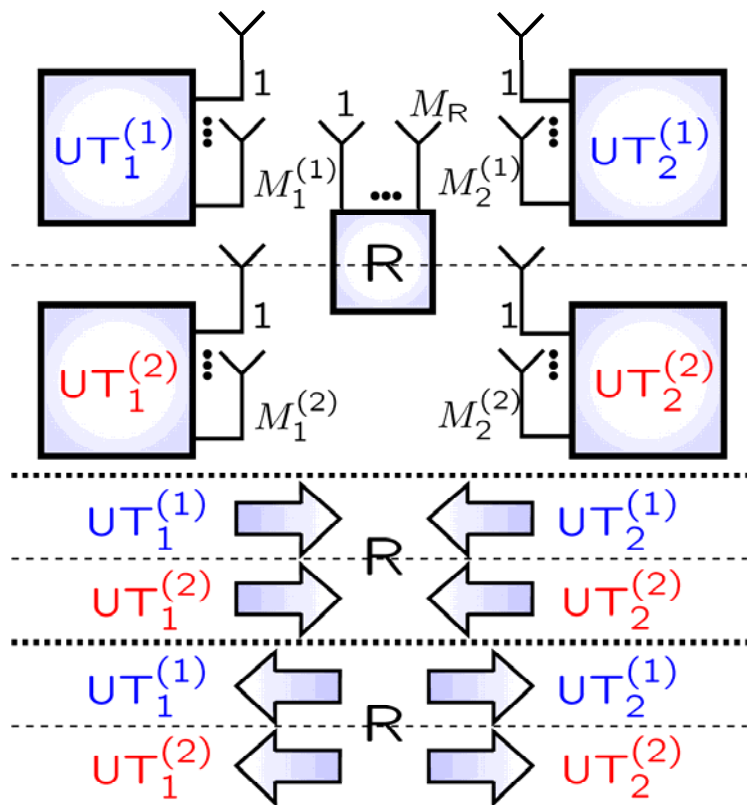 1 1 M_R 1
UT_1^{(1)} M_1^{(1)} ... M_2^{(1)} UT_2^{(1)}
R
1 1
UT_1^{(2)} M_1^{(2)} M_2^{(2)} UT_2^{(2)}
UT_1^{(1)} UT_2^{(1)}
R
UT_1^{(2)} UT_2^{(2)}
UT_1^{(1)} UT_2^{(1)}
R
UT_1^{(2)} UT_2^{(2)}